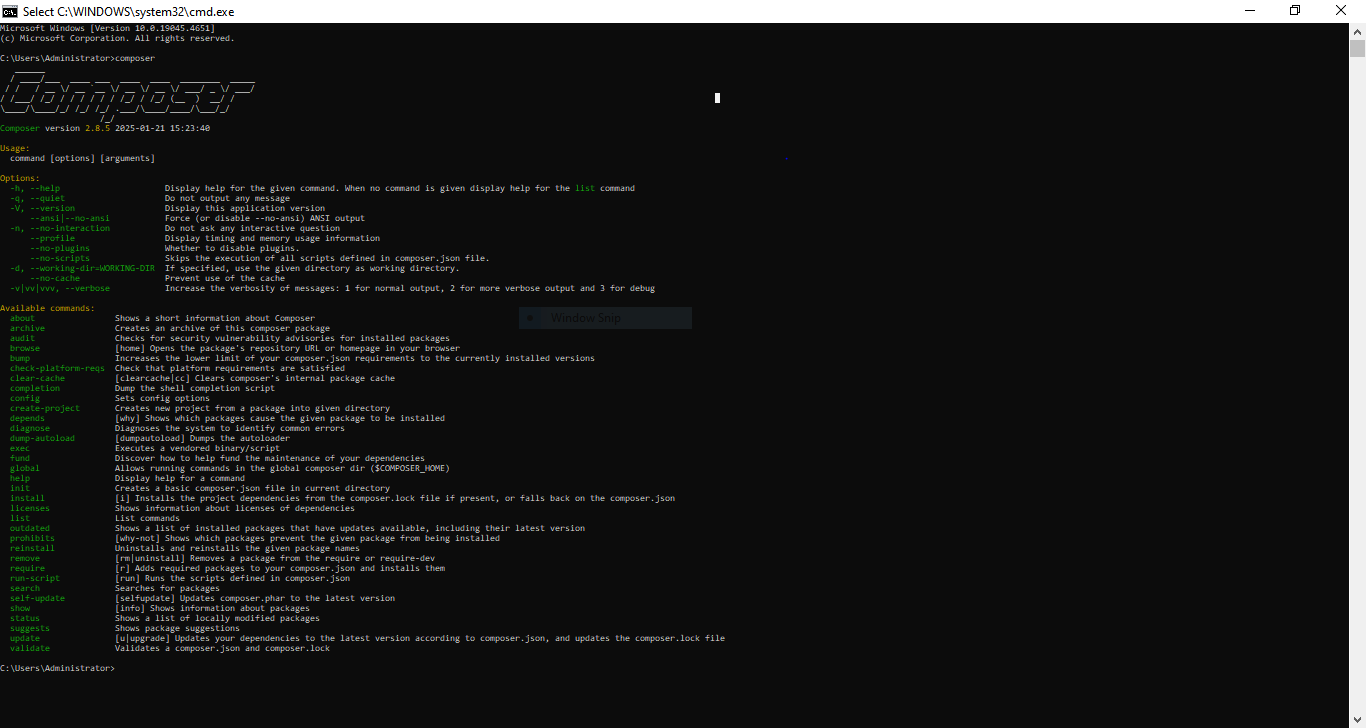 Select C:\WINDOWS\system32\cmd.exe
Microsoft Windows [Version 10.0.19045.4651]
(c) Microsoft Corporation. All rights reserved.
C:\Users\Administrator>composer
Composer
Composer version 2.8.5 2025-01-21 15:23:40
Usage:
command [options] [arguments]
Options:
-h, --help Display help for the given command. When no command is given display help for the list command
-q, --quiet Do not output any message
-V, --version Display this application version
--ansi|--no-ansi Force (or disable --no-ansi) ANSI output
-n, --no-interaction Do not ask any interactive question
--profile Display timing and memory usage information
--no-plugins Whether to disable plugins.
--no-scripts Skips the execution of all scripts defined in composer.json file.
-d, --working-dir=WORKING-DIR If specified, use the given directory as working directory.
--no-cache Prevent use of the cache
-v|vv|vvv, --verbose Increase the verbosity of messages: 1 for normal output, 2 for more verbose output and 3 for debug
Available commands:
about Shows a short information about Composer
Window Snip
archive Creates an archive of this composer package
audit Checks for security vulnerability advisories for installed packages
browse [home] Opens the package's repository URL or homepage in your browser
bump Increases the lower limit of your composer.json requirements to the currently installed versions
check-platform-reqs Check that platform requirements are satisfied
clear-cache [clearcache|cc] Clears composer's internal package cache
completion Dump the shell completion script
config Sets config options
create-project Creates new project from a package into given directory
depends [why] Shows which packages cause the given package to be installed
diagnose Diagnoses the system to identify common errors
dump-autoload [dumpautoload] Dumps the autoloader
exec Executes a vendored binary/script
fund Discover how to help fund the maintenance of your dependencies
global Allows running commands in the global composer dir ($COMPOSER_HOME)
help Display help for a command
init Creates a basic composer.json file in current directory
install [i] Installs the project dependencies from the composer.lock file if present, or falls back on the composer.json
licenses Shows information about licenses of dependencies
list List commands
outdated Shows a list of installed packages that have updates available, including their latest version
prohibits [why-not] Shows which packages prevent the given package from being installed
reinstall Uninstalls and reinstalls the given package names
remove [rm|uninstall] Removes a package from the require or require-dev
require [r] Adds required packages to your composer.json and installs them
run-script [run] Runs the scripts defined in composer.json
search Searches for packages
self-update [selfupdate] Updates composer.phar to the latest version
show [info] Shows information about packages
status Shows a list of locally modified packages
suggests Shows package suggestions
update [u|upgrade] Updates your dependencies to the latest version according to composer.json, and updates the composer.lock file
validate Validates a composer.json and composer.lock
C:\Users\Administrator>